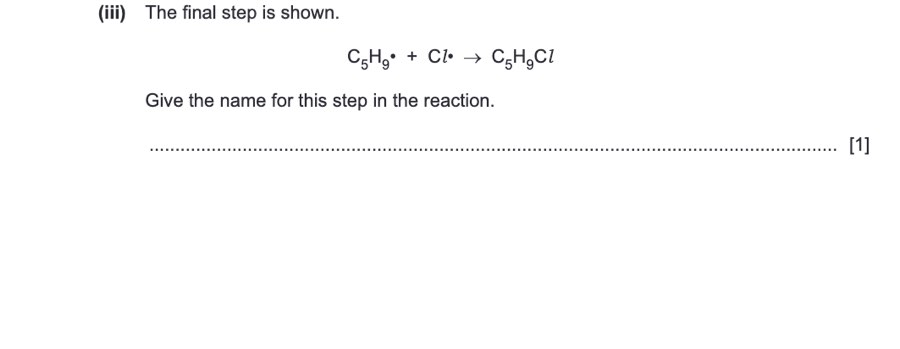 (iii) The final step is shown.
C₅H₉• + Cl• → C₅H₉Cl
Give the name for this step in the reaction.
.......................................................................................................................................... [1]